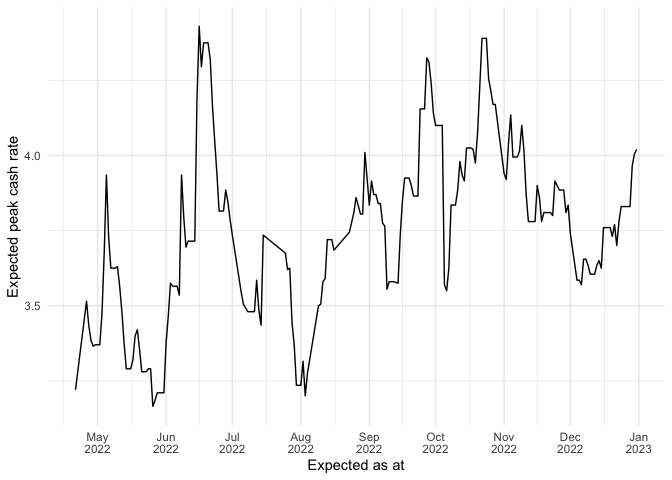 Expected peak cash rate
4.0
3.5
May Jun Jul Aug Sep Oct Nov Dec Jan
2022 2022 2022 2022 2022 2022 2022 2022 2023
Expected as at